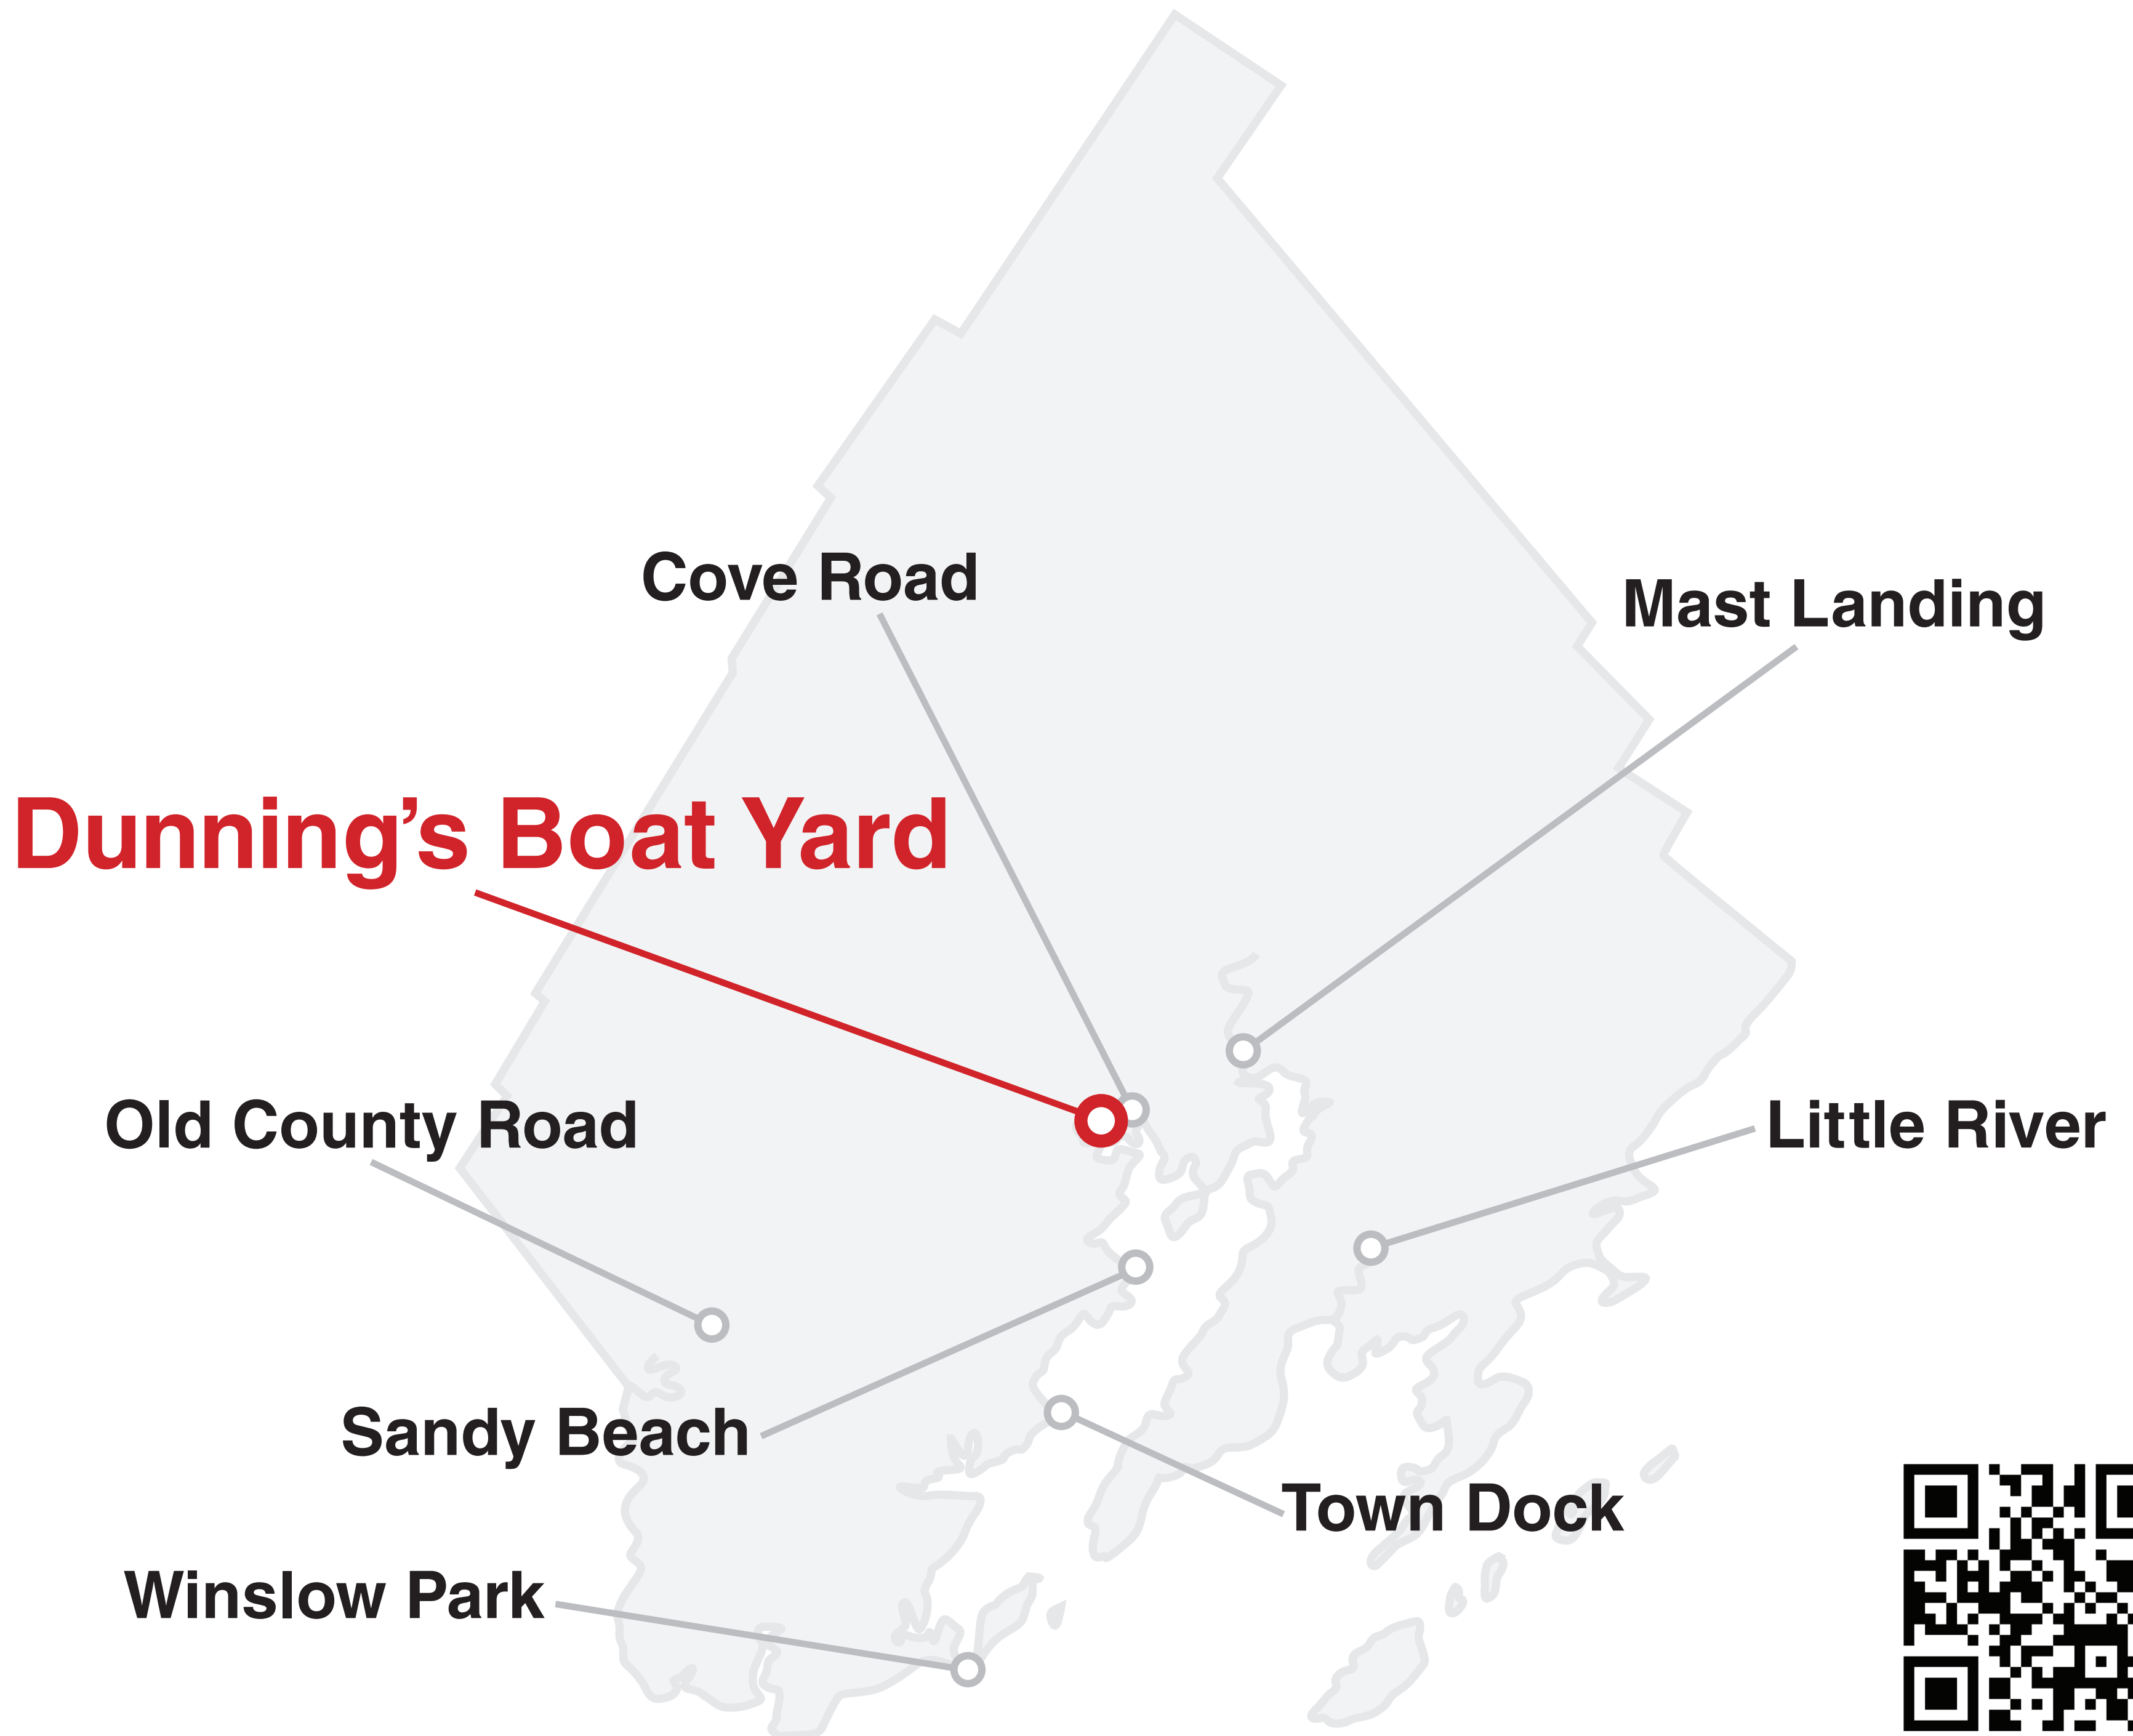 Cove Road
Mast Landing
Dunning’s Boat Yard
Old County Road
Little River
Sandy Beach
Town Dock
Winslow Park